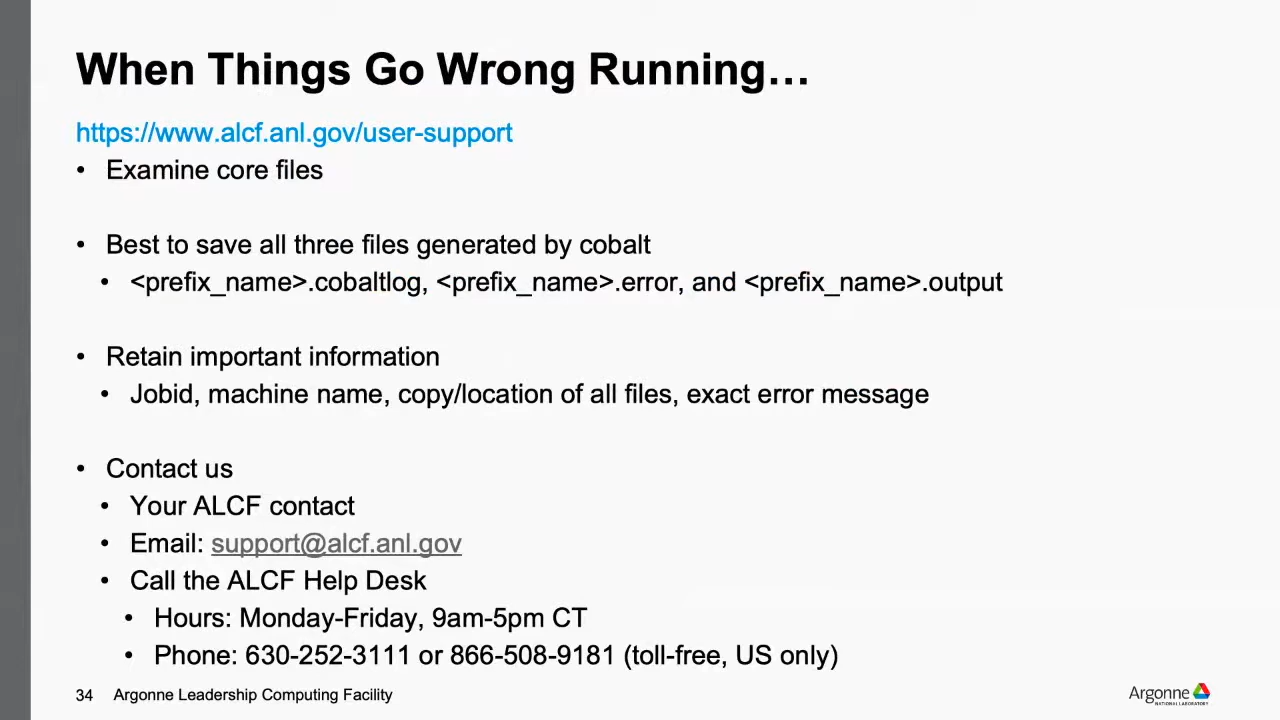 When Things Go Wrong Running…
https://www.alcf.anl.gov/user-support
• Examine core files
• Best to save all three files generated by cobalt
• <prefix_name>.cobaltlog, <prefix_name>.error, and <prefix_name>.output
• Retain important information
• Jobid, machine name, copy/location of all files, exact error message
• Contact us
• Your ALCF contact
• Email: support@alcf.anl.gov
• Call the ALCF Help Desk
• Hours: Monday-Friday, 9am-5pm CT
• Phone: 630-252-3111 or 866-508-9181 (toll-free, US only)
34 Argonne Leadership Computing Facility
Argonne
NATIONAL LABORATORY